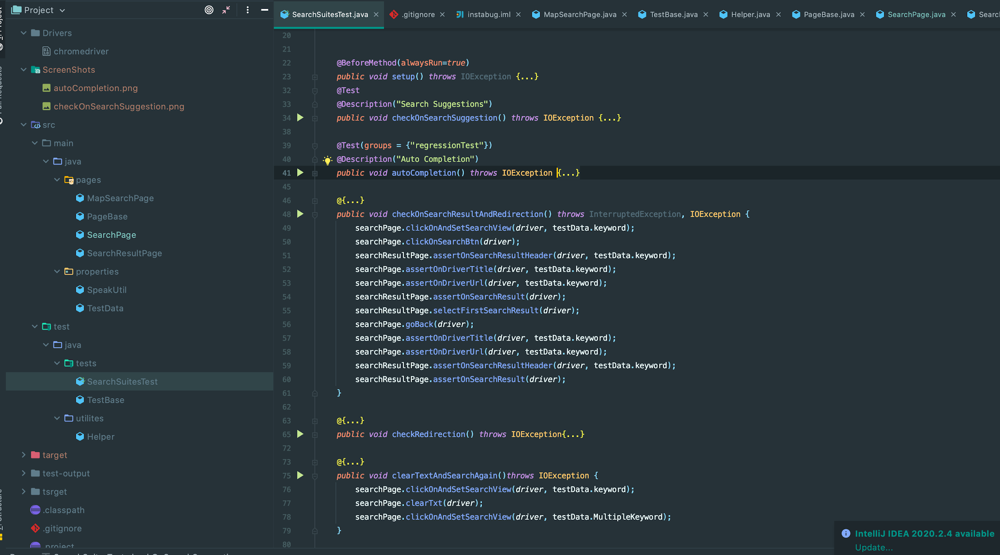 Project
Drivers
chromedriver
ScreenShots
autoCompletion.png
checkOnSearchSuggestion.png
src
main
java
pages
MapSearchPage
PageBase
SearchPage
SearchResultPage
properties
SpeakUtil
TestData
test
java
tests
SearchSuitesTest
TestBase
utilites
Helper
target
test-output
tsrget
.classpath
.gitignore
.project
SearchSuitesTest.java
.gitignore
instabug.iml
MapSearchPage.java
TestBase.java
Helper.java
PageBase.java
SearchPage.java
20
21
22 @BeforeMethod(alwaysRun=true)
23 public void setup() throws IOException {...}
32 @Test
33 @Description("Search Suggestions")
34 public void checkOnSearchSuggestion() throws IOException {...}
38
39 @Test(groups = {"regressionTest"})
40 @Description("Auto Completion")
41 public void autoCompletion() throws IOException {...}
45
46 @{...}
48 public void checkOnSearchResultAndRedirection() throws InterruptedException, IOException {
49 searchPage.clickOnAndSetSearchView(driver, testData.keyword);
50 searchPage.clickOnSearchBtn(driver);
51 searchResultPage.assertOnSearchResultHeader(driver, testData.keyword);
52 searchPage.assertOnDriverTitle(driver, testData.keyword);
53 searchPage.assertOnDriverUrl(driver, testData.keyword);
54 searchResultPage.assertOnSearchResult(driver);
55 searchResultPage.selectFirstSearchResult(driver);
56 searchPage.goBack(driver);
57 searchPage.assertOnDriverTitle(driver, testData.keyword);
58 searchPage.assertOnDriverUrl(driver, testData.keyword);
59 searchResultPage.assertOnSearchResultHeader(driver, testData.keyword);
60 searchResultPage.assertOnSearchResult(driver);
61 }
62
63 @{...}
65 public void checkRedirection() throws IOException{...}
72
73 @{...}
75 public void clearTextAndSearchAgain()throws IOException {
76 searchPage.clickOnAndSetSearchView(driver, testData.keyword);
77 searchPage.clearTxt(driver);
78 searchPage.clickOnAndSetSearchView(driver, testData.MultipleKeyword);
79 }
80
IntelliJ IDEA 2020.2.4 available
Update...